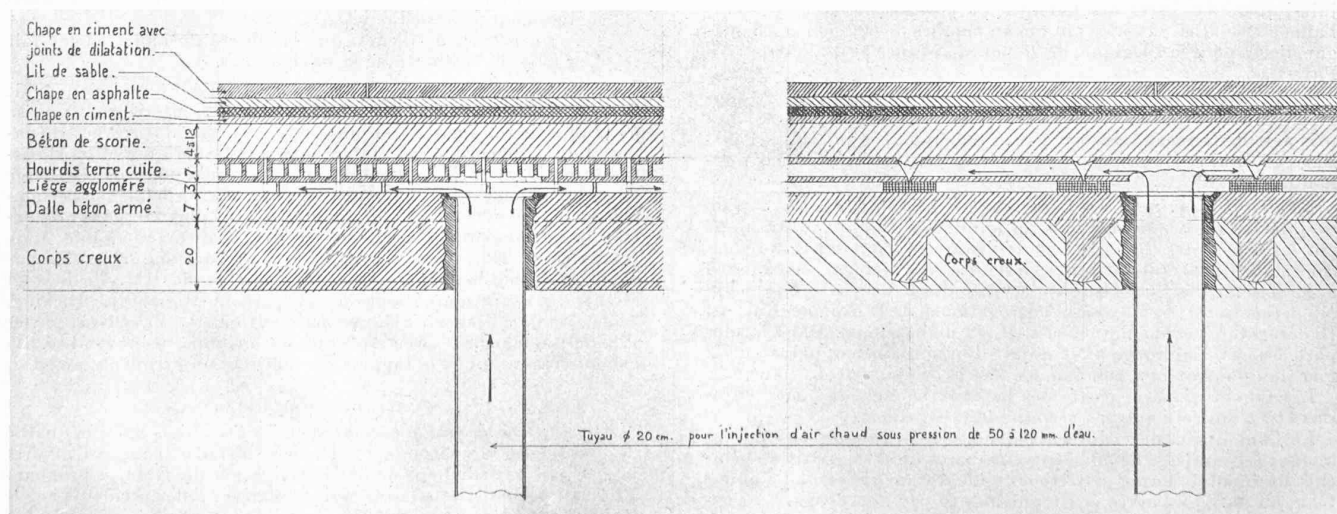 Chape en ciment avec
joints de dilatation.
Lit de sable.
Chape en asphalte
Chape en ciment.
Béton de scorie.
4 à 12
Hourdis terre cuite.
7
Liège aggloméré
3
Dalle béton armé.
7
Corps creux
20
Corps creux.
Tuyau ø 20 cm. pour l'injection d'air chaud sous pression de 50 à 120 mm. d'eau.